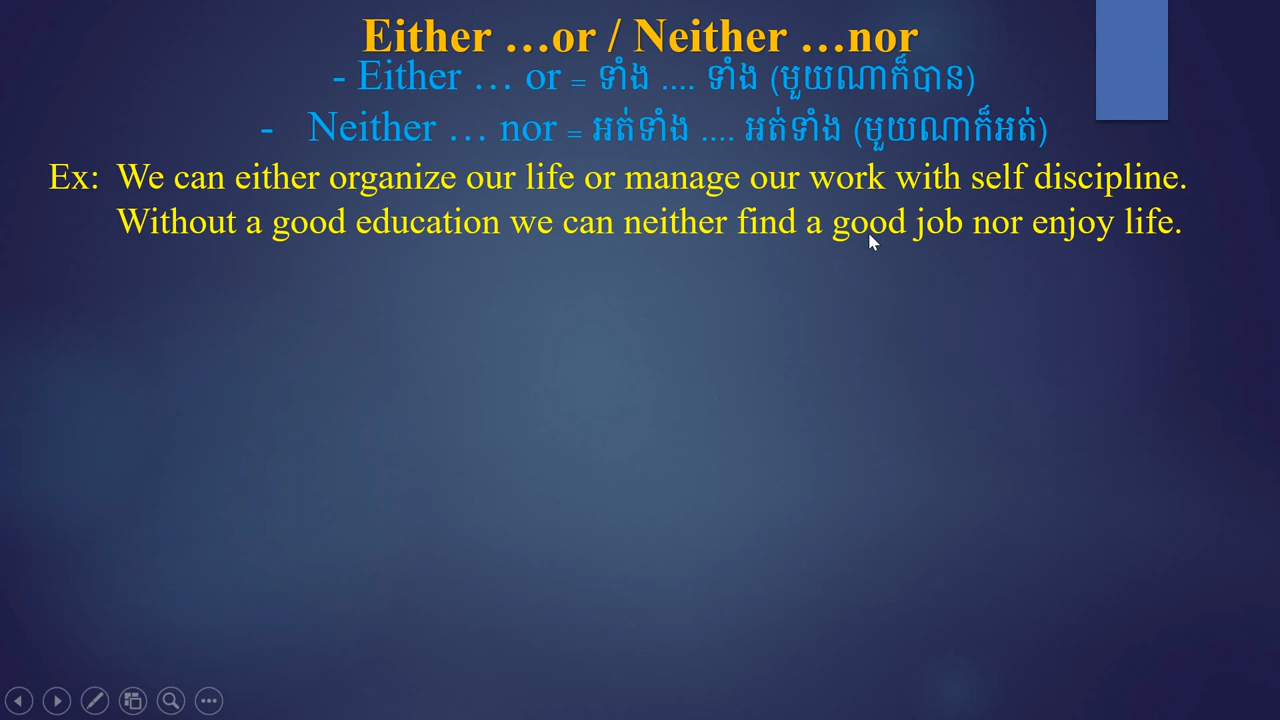 Either …or / Neither …nor
- Either … or = ទាំង .... ទាំង (មួយណាក៏បាន)
- Neither … nor = អត់ទាំង .... អត់ទាំង (មួយណាក៏អត់)
Ex: We can either organize our life or manage our work with self discipline.
Without a good education we can neither find a good job nor enjoy life.